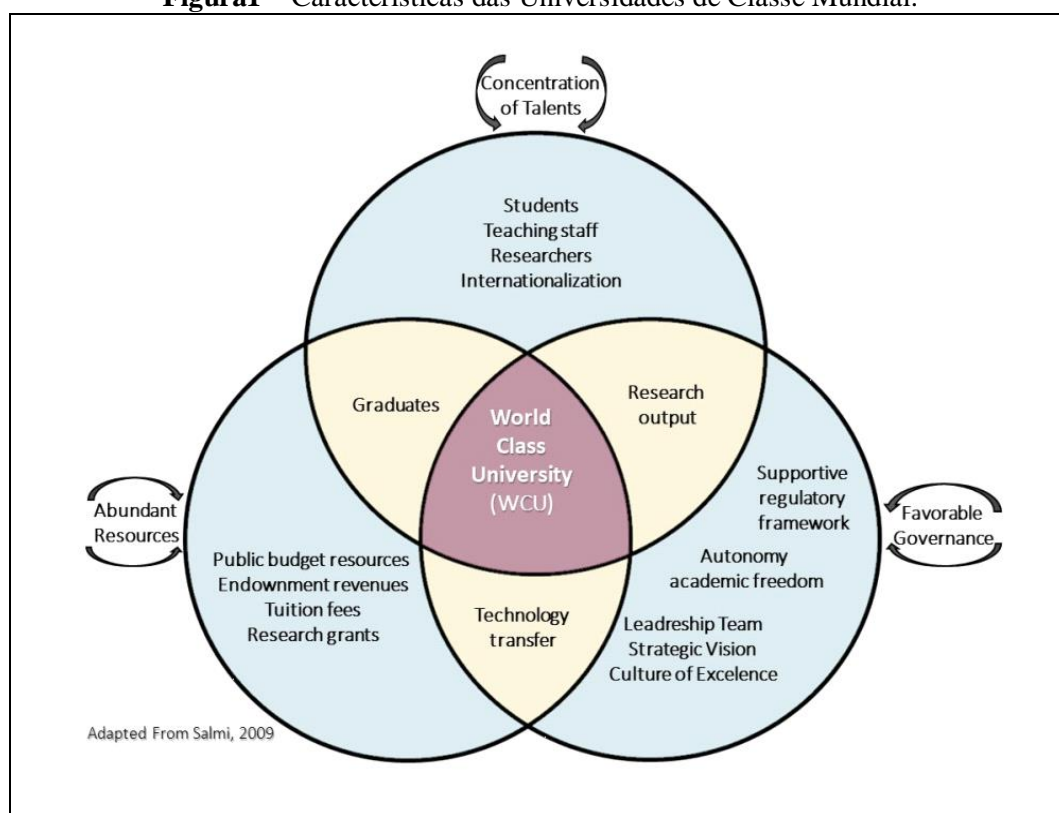 Figura1 – Características das Universidades de Classe Mundial.
Concentration
of Talents
Students
Teaching staff
Researchers
Internationalization
Graduates
World
Class
University
(WCU)
Research
output
Abundant
Resources
Public budget resources
Endownment revenues
Tuition fees
Research grants
Technology
transfer
Supportive
regulatory
framework
Autonomy
academic freedom
Leadreship Team
Strategic Vision
Culture of Excelence
Favorable
Governance
Adapted From Salmi, 2009